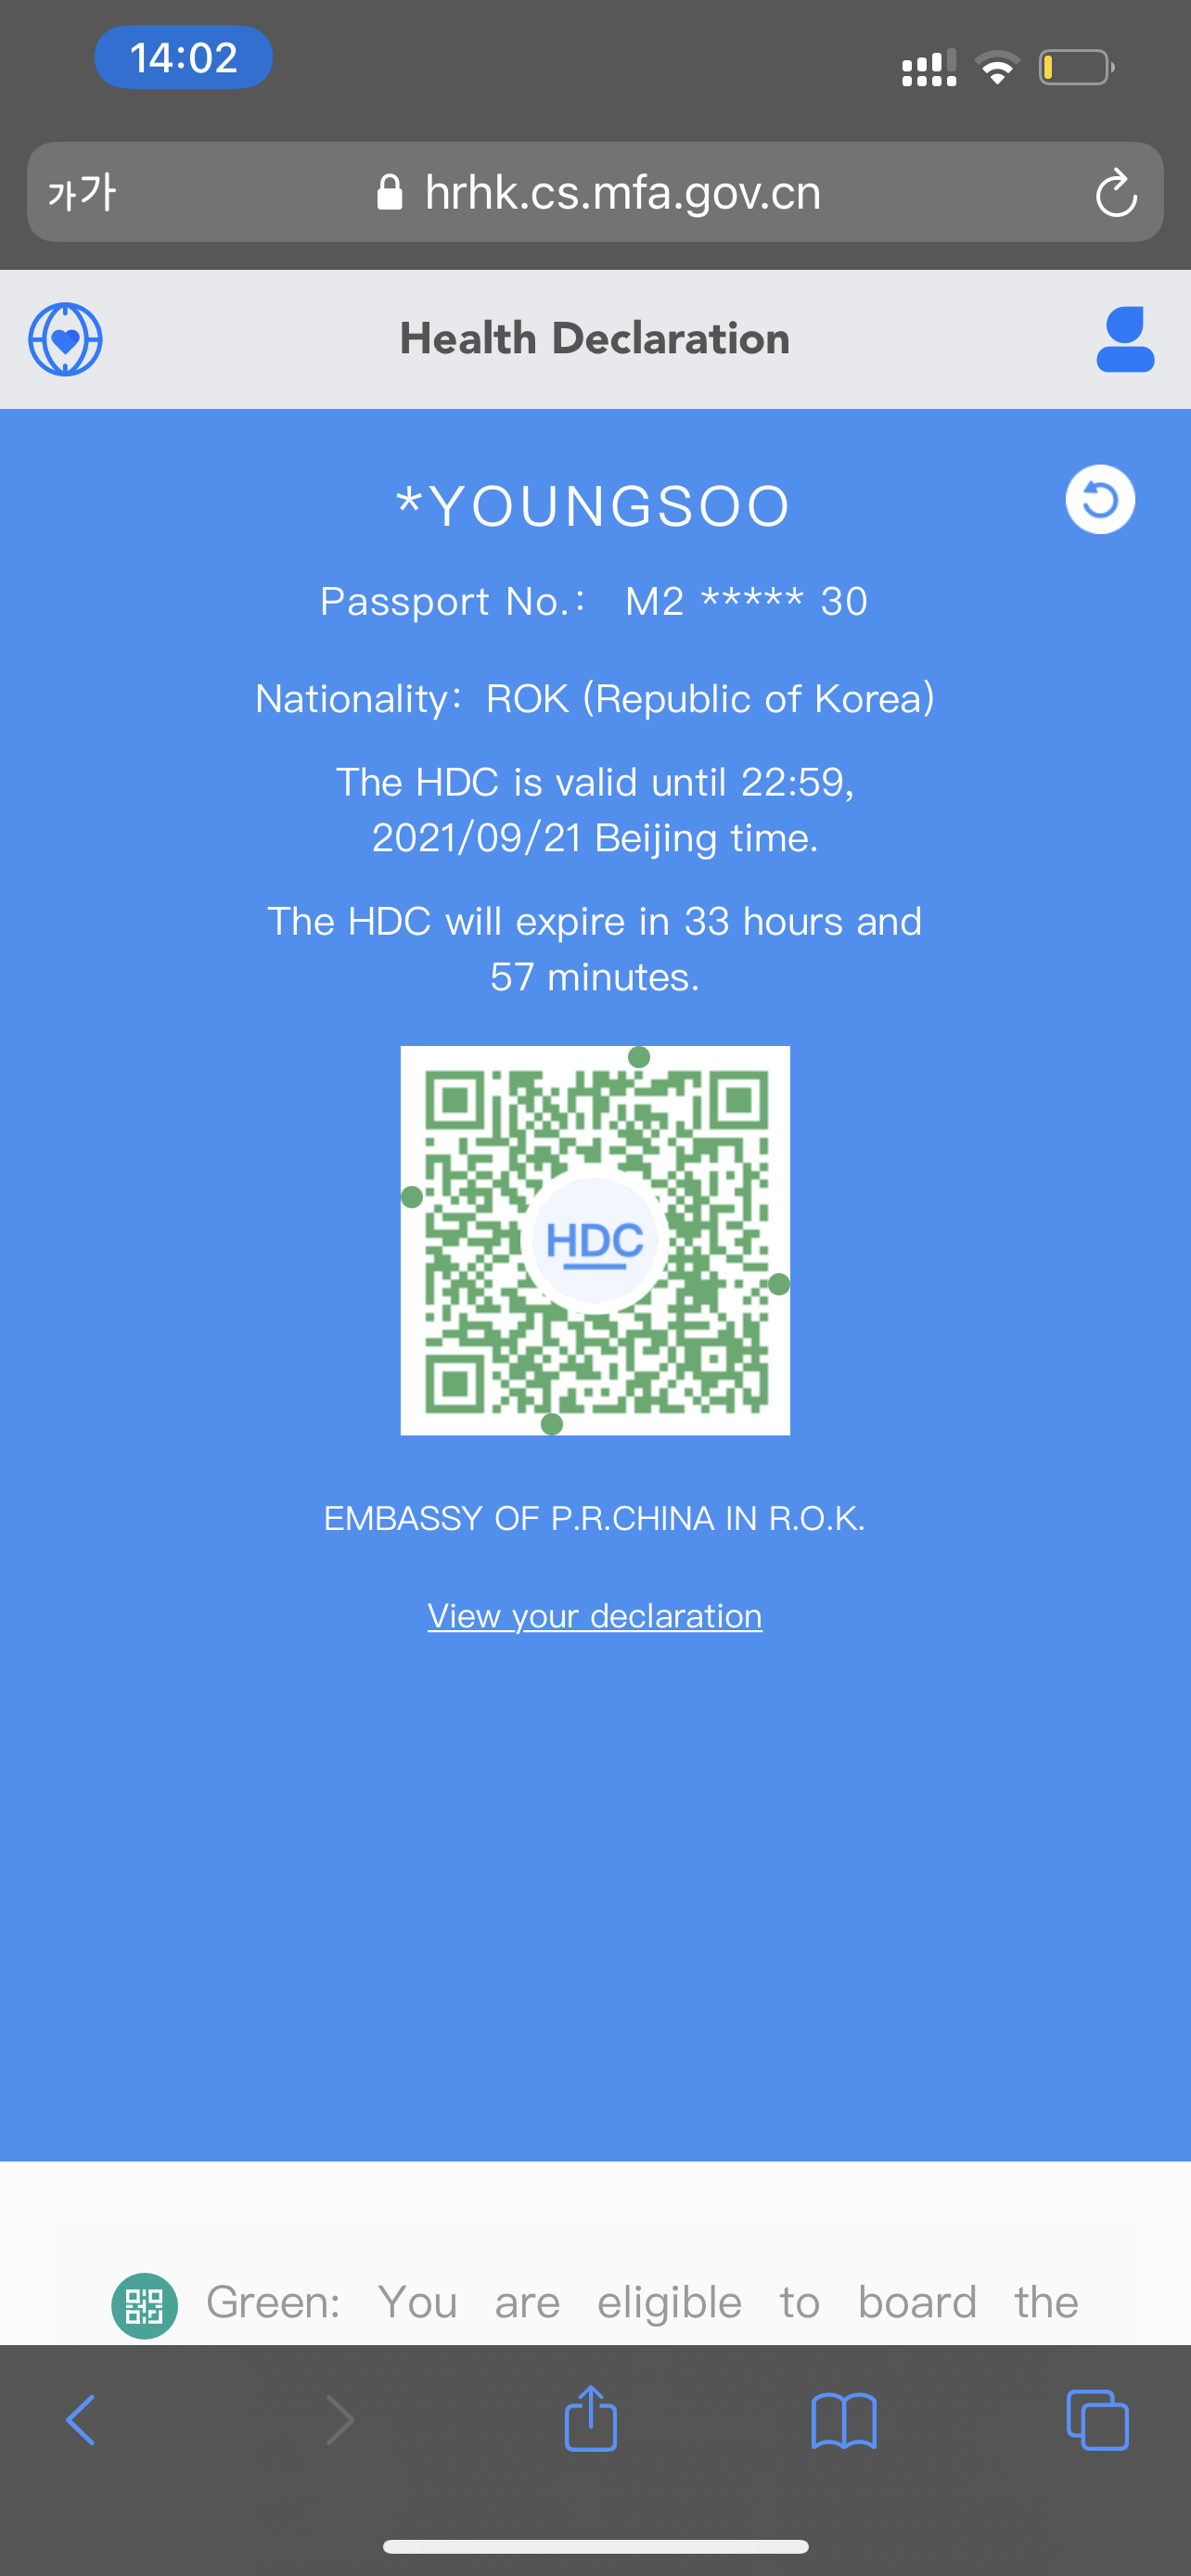 14:02
가가 hrhk.cs.mfa.gov.cn
Health Declaration
*YOUNGSOO
Passport No.： M2 ***** 30
Nationality：ROK (Republic of Korea)
The HDC is valid until 22:59,
2021/09/21 Beijing time.
The HDC will expire in 33 hours and
57 minutes.
HDC
EMBASSY OF P.R.CHINA IN R.O.K.
View your declaration
Green: You are eligible to board the